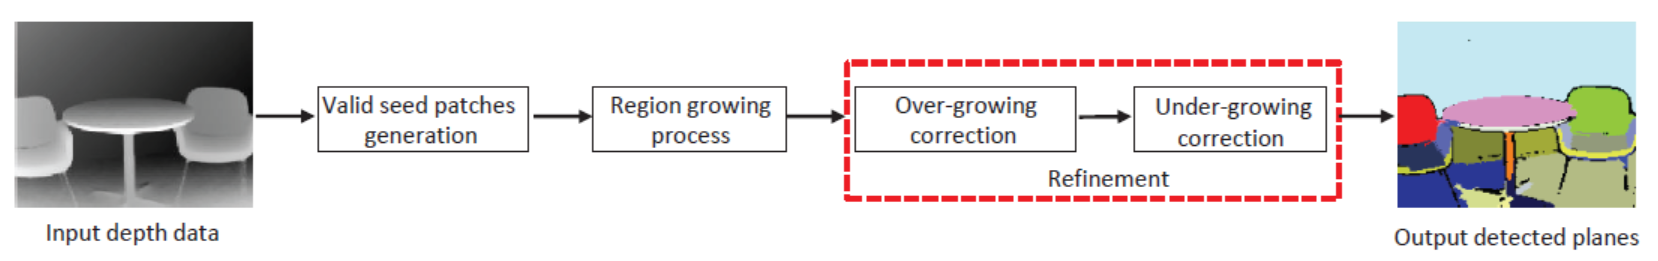 Valid seed patches
generation
Region growing
process
Over-growing
correction
Under-growing
correction
Refinement
Input depth data
Output detected planes